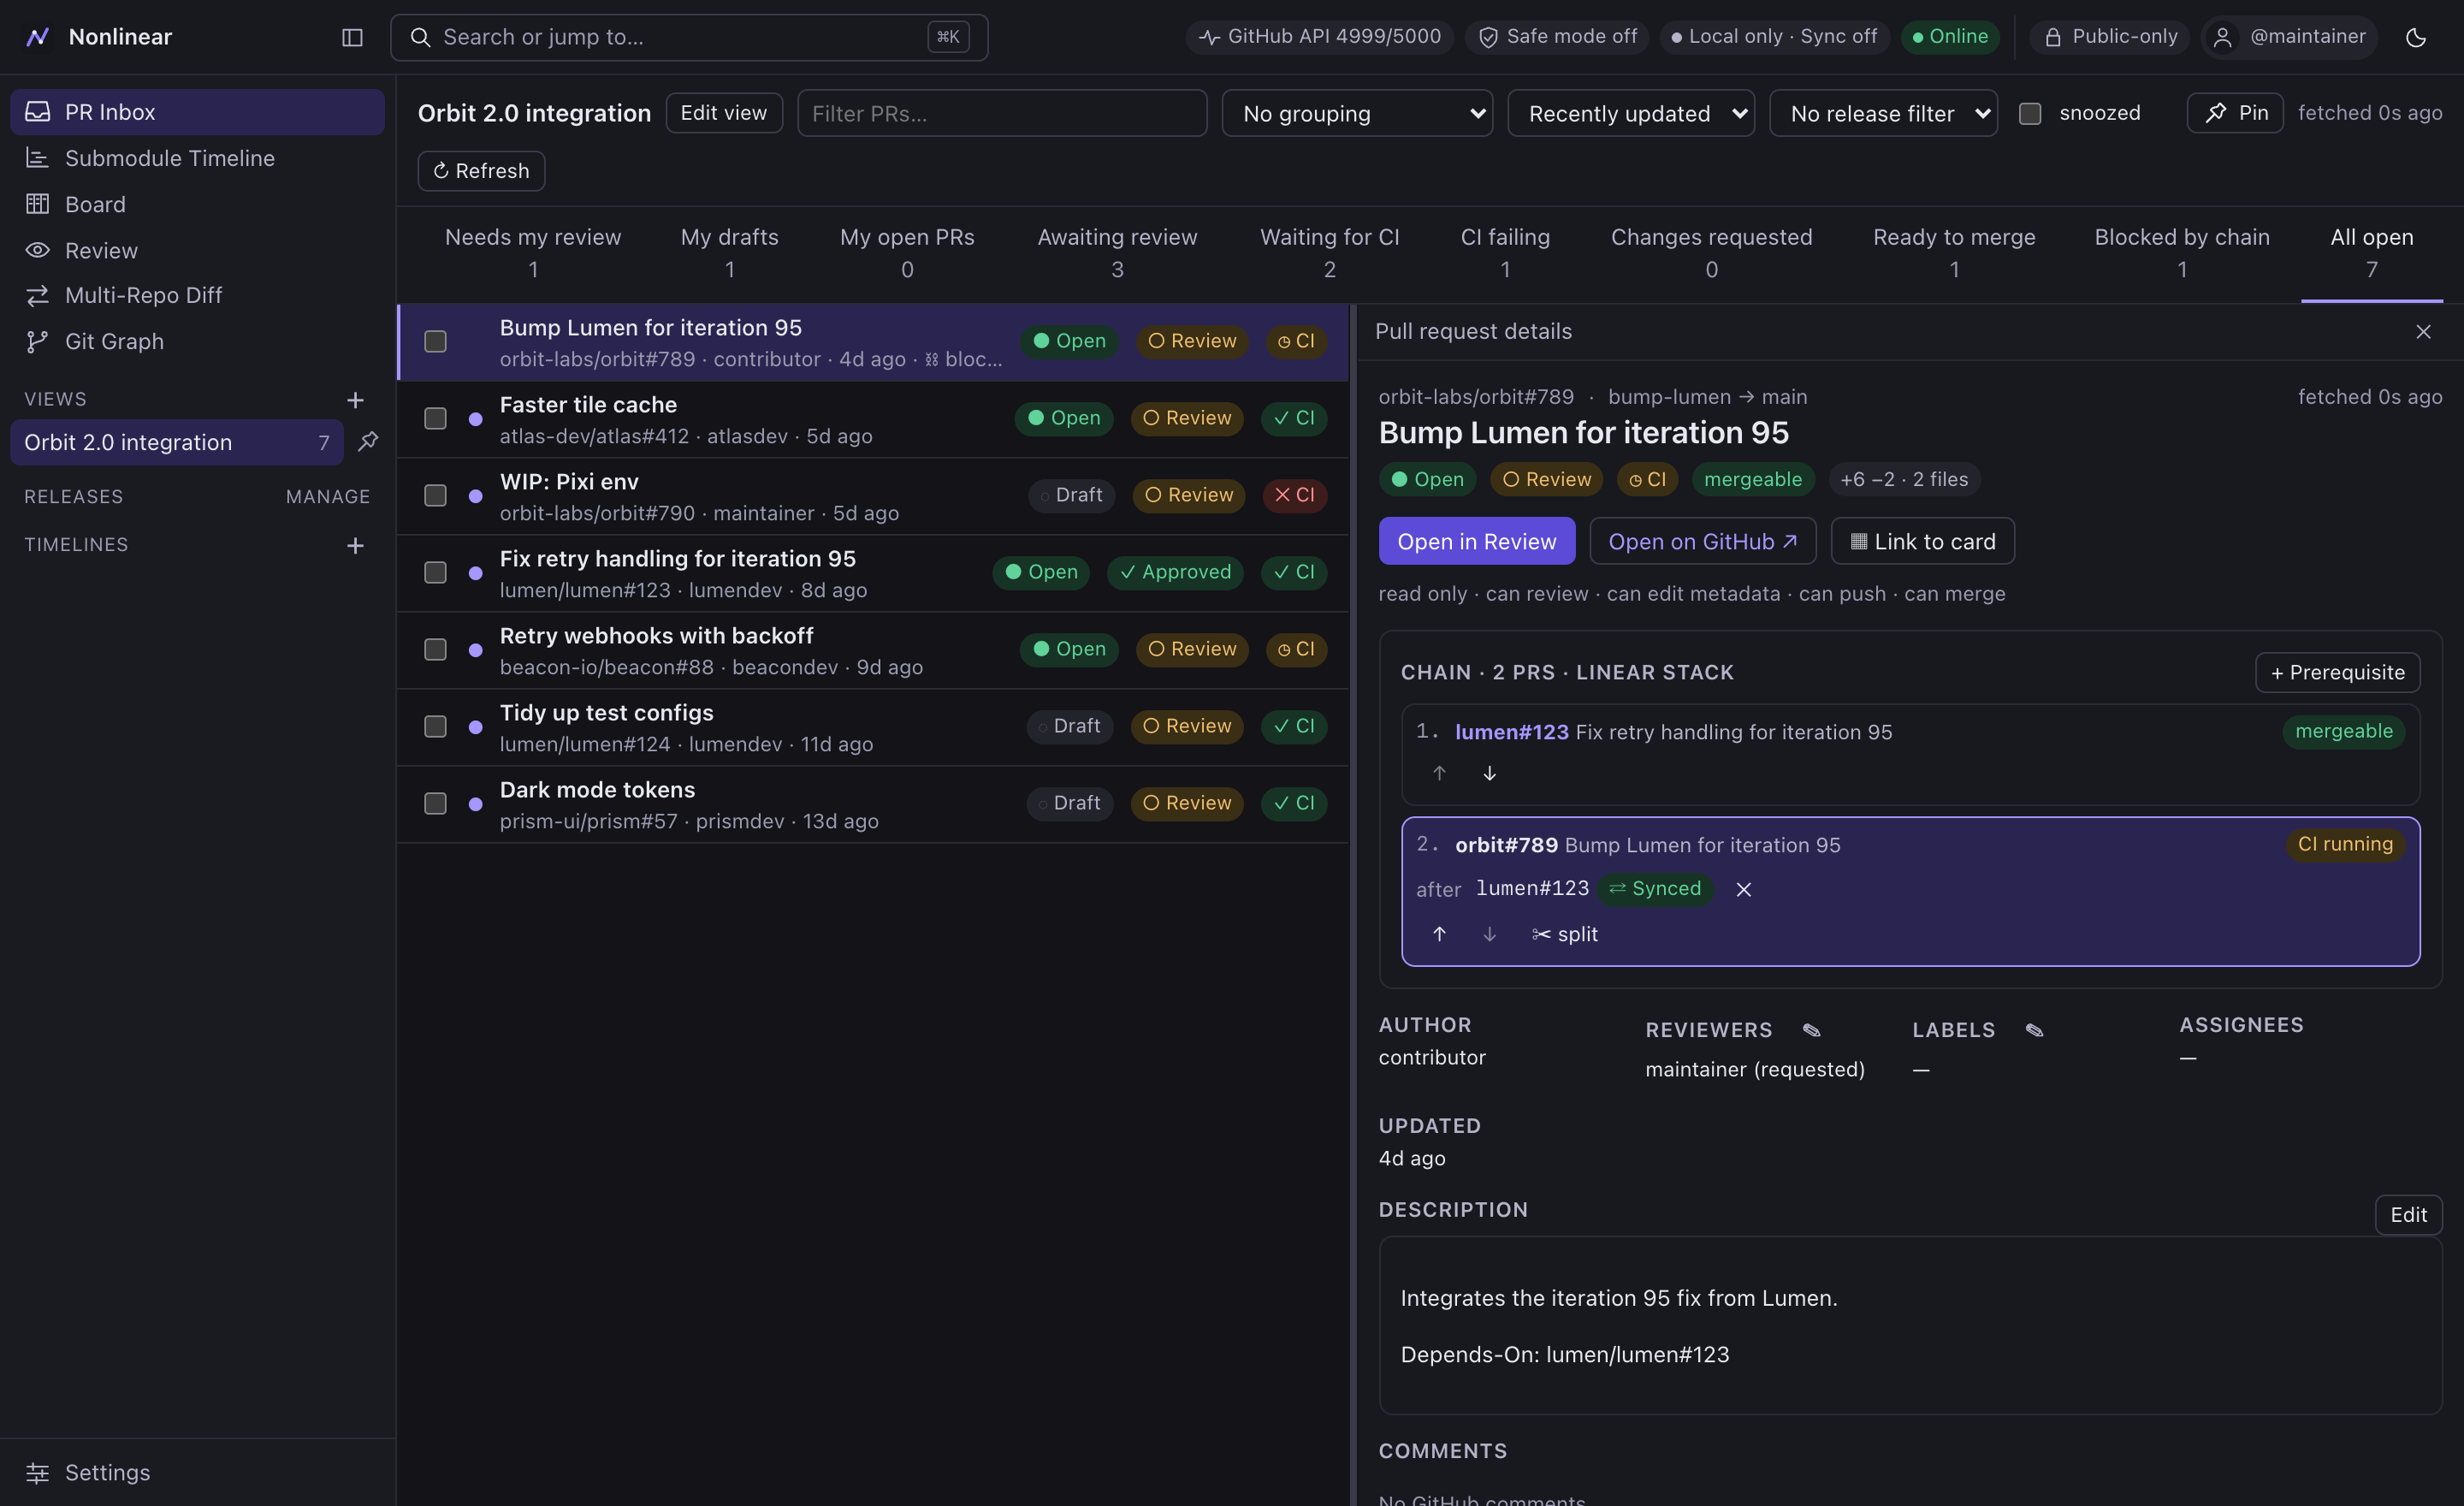 Nonlinear
Search or jump to... ⌘K
GitHub API 4999/5000
Safe mode off
Local only · Sync off
Online
Public-only
@maintainer
PR Inbox
Submodule Timeline
Board
Review
Multi-Repo Diff
Git Graph
VIEWS +
Orbit 2.0 integration 7
RELEASES MANAGE
TIMELINES +
Settings
Orbit 2.0 integration
Edit view
Filter PRs...
No grouping
Recently updated
No release filter
snoozed
Pin
fetched 0s ago
Refresh
Needs my review 1
My drafts 1
My open PRs 0
Awaiting review 3
Waiting for CI 2
CI failing 1
Changes requested 0
Ready to merge 1
Blocked by chain 1
All open 7
Bump Lumen for iteration 95
orbit-labs/orbit#789 · contributor · 4d ago · ⛓ bloc...
Open Review CI
Faster tile cache
atlas-dev/atlas#412 · atlasdev · 5d ago
Open Review ✓ CI
WIP: Pixi env
orbit-labs/orbit#790 · maintainer · 5d ago
Draft Review ✕ CI
Fix retry handling for iteration 95
lumen/lumen#123 · lumendev · 8d ago
Open ✓ Approved ✓ CI
Retry webhooks with backoff
beacon-io/beacon#88 · beacondev · 9d ago
Open Review CI
Tidy up test configs
lumen/lumen#124 · lumendev · 11d ago
Draft Review ✓ CI
Dark mode tokens
prism-ui/prism#57 · prismdev · 13d ago
Draft Review ✓ CI
Pull request details
orbit-labs/orbit#789 · bump-lumen → main
fetched 0s ago
Bump Lumen for iteration 95
Open Review CI mergeable +6 −2 · 2 files
Open in Review
Open on GitHub ↗
Link to card
read only · can review · can edit metadata · can push · can merge
CHAIN · 2 PRS · LINEAR STACK
+ Prerequisite
1. lumen#123 Fix retry handling for iteration 95
mergeable
↑ ↓
2. orbit#789 Bump Lumen for iteration 95
CI running
after lumen#123 ⇄ Synced ✕
↑ ↓ ✂ split
AUTHOR
contributor
REVIEWERS
maintainer (requested)
LABELS
—
ASSIGNEES
—
UPDATED
4d ago
DESCRIPTION
Edit
Integrates the iteration 95 fix from Lumen.
Depends-On: lumen/lumen#123
COMMENTS
No GitHub comments